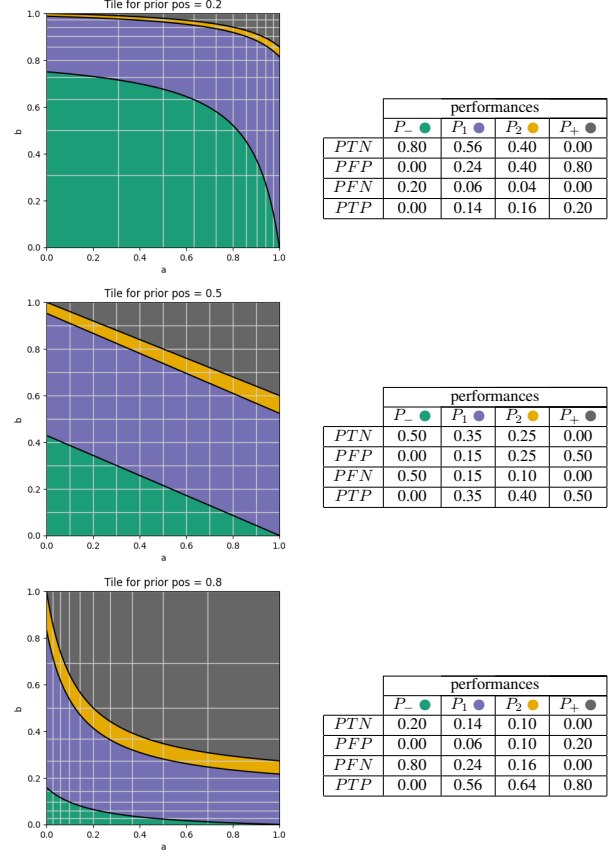 Tile for prior pos = 0.2
1.0
0.8
0.6
0.4
0.2
0.0
b
0.0 0.2 0.4 0.6 0.8 1.0
a
performances
P− P1 P2 P+
PTN 0.80 0.56 0.40 0.00
PFP 0.00 0.24 0.40 0.80
PFN 0.20 0.06 0.04 0.00
PTP 0.00 0.14 0.16 0.20
Tile for prior pos = 0.5
1.0
0.8
0.6
0.4
0.2
0.0
b
0.0 0.2 0.4 0.6 0.8 1.0
a
performances
P− P1 P2 P+
PTN 0.50 0.35 0.25 0.00
PFP 0.00 0.15 0.25 0.50
PFN 0.50 0.15 0.10 0.00
PTP 0.00 0.35 0.40 0.50
Tile for prior pos = 0.8
1.0
0.8
0.6
0.4
0.2
0.0
b
0.0 0.2 0.4 0.6 0.8 1.0
a
performances
P− P1 P2 P+
PTN 0.20 0.14 0.10 0.00
PFP 0.00 0.06 0.10 0.20
PFN 0.80 0.24 0.16 0.00
PTP 0.00 0.56 0.64 0.80